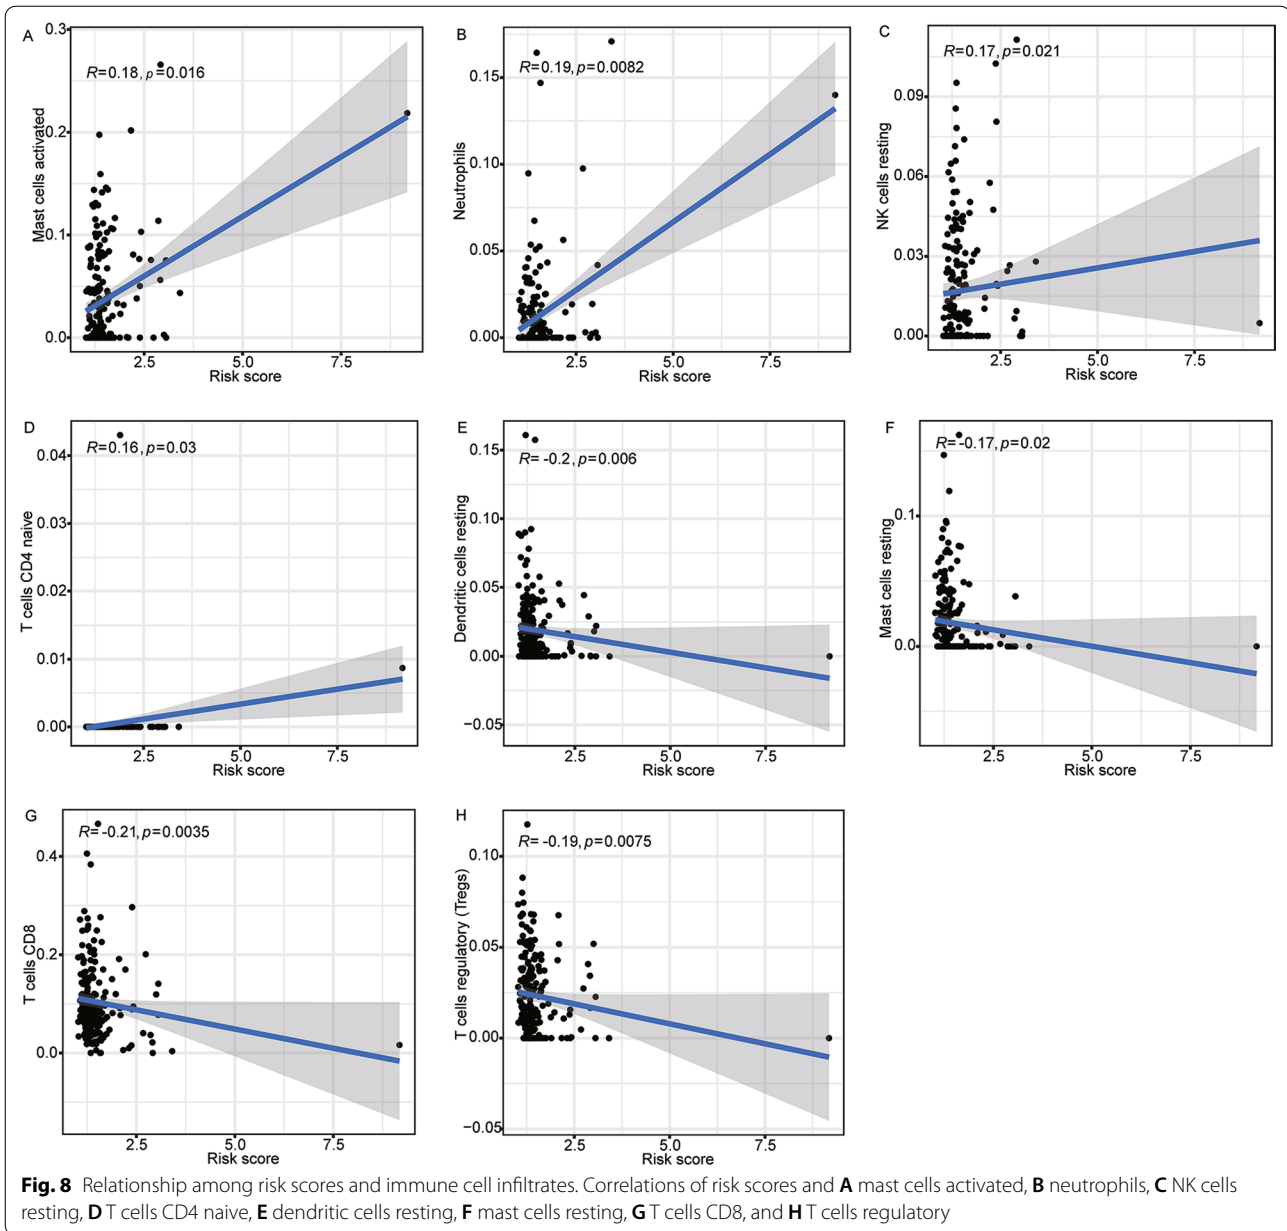 A
0.3
R=0.18, p=0.016
0.2
Mast cells activated
0.1
0.0
2.5 5.0 7.5
Risk score
B
R=0.19, p=0.0082
0.15
Neutrophils
0.10
0.05
0.00
2.5 5.0 7.5
Risk score
C
R=0.17, p=0.021
0.09
NK cells resting
0.06
0.03
0.00
2.5 5.0 7.5
Risk score
D
R=0.16, p=0.03
0.04
0.03
T cells CD4 naive
0.02
0.01
0.00
2.5 5.0 7.5
Risk score
E
0.15
R= -0.2, p=0.006
0.10
Dendritic cells resting
0.05
0.00
−0.05
2.5 5.0 7.5
Risk score
F
R= -0.17, p=0.02
0.1
Mast cells resting
0.0
2.5 5.0 7.5
Risk score
G
R= -0.21, p=0.0035
0.4
T cells CD8
0.2
0.0
2.5 5.0 7.5
Risk score
H
R= -0.19, p=0.0075
0.10
T cells regulatory (Tregs)
0.05
0.00
−0.05
2.5 5.0 7.5
Risk score
Fig. 8 Relationship among risk scores and immune cell infiltrates. Correlations of risk scores and A mast cells activated, B neutrophils, C NK cells
resting, D T cells CD4 naive, E dendritic cells resting, F mast cells resting, G T cells CD8, and H T cells regulatory